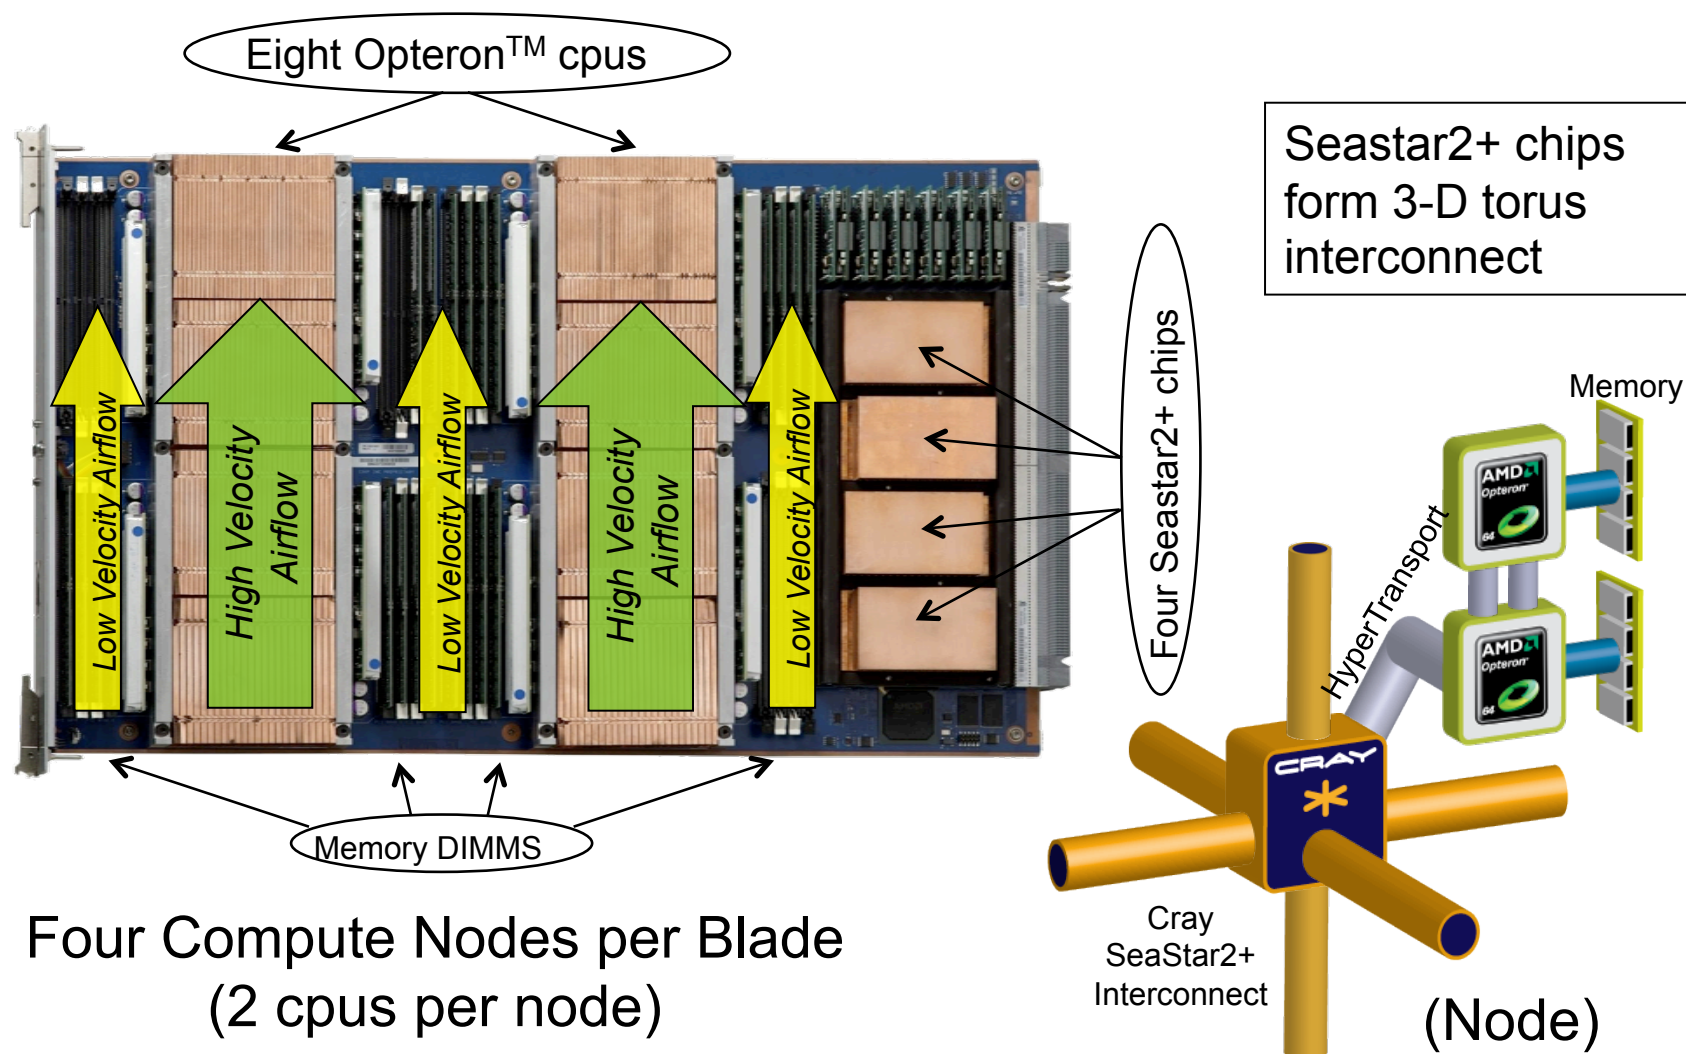 Eight Opteron™ cpus
Seastar2+ chips
form 3-D torus
interconnect
Low Velocity Airflow
High Velocity
Airflow
Low Velocity Airflow
High Velocity
Airflow
Low Velocity Airflow
Four Seastar2+ chips
Memory
AMD
Opteron
64
HyperTransport
AMD
Opteron
64
CRAY
Memory DIMMS
Cray
SeaStar2+
Interconnect
Four Compute Nodes per Blade
(2 cpus per node)
(Node)